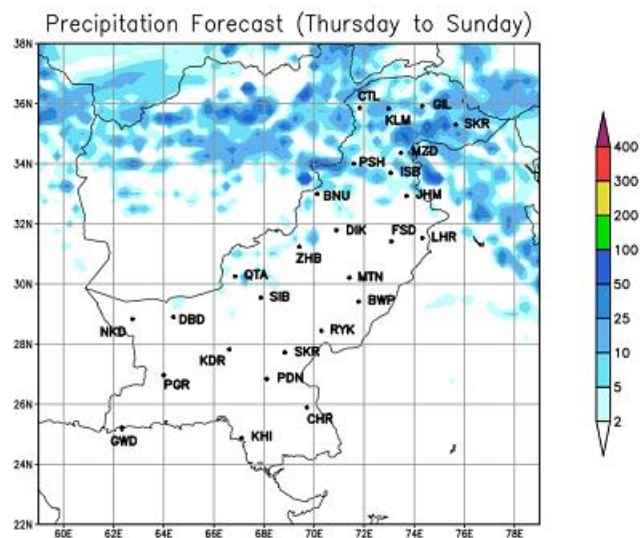 Precipitation Forecast (Thursday to Sunday)
38N
36N
34N
32N
30N
28N
26N
24N
22N
60E 62E 64E 66E 68E 70E 72E 74E 76E 78E
CTL
GIL
KLM
SKR
MZD
PSH
ISB
BNU
JHM
DIK
FSD
LHR
ZHB
QTA
MTN
SIB
BWP
NKD
DBD
RYK
KDR
SKR
PGR
PDN
CHR
GWD
KHI
400
300
200
100
50
25
10
5
2